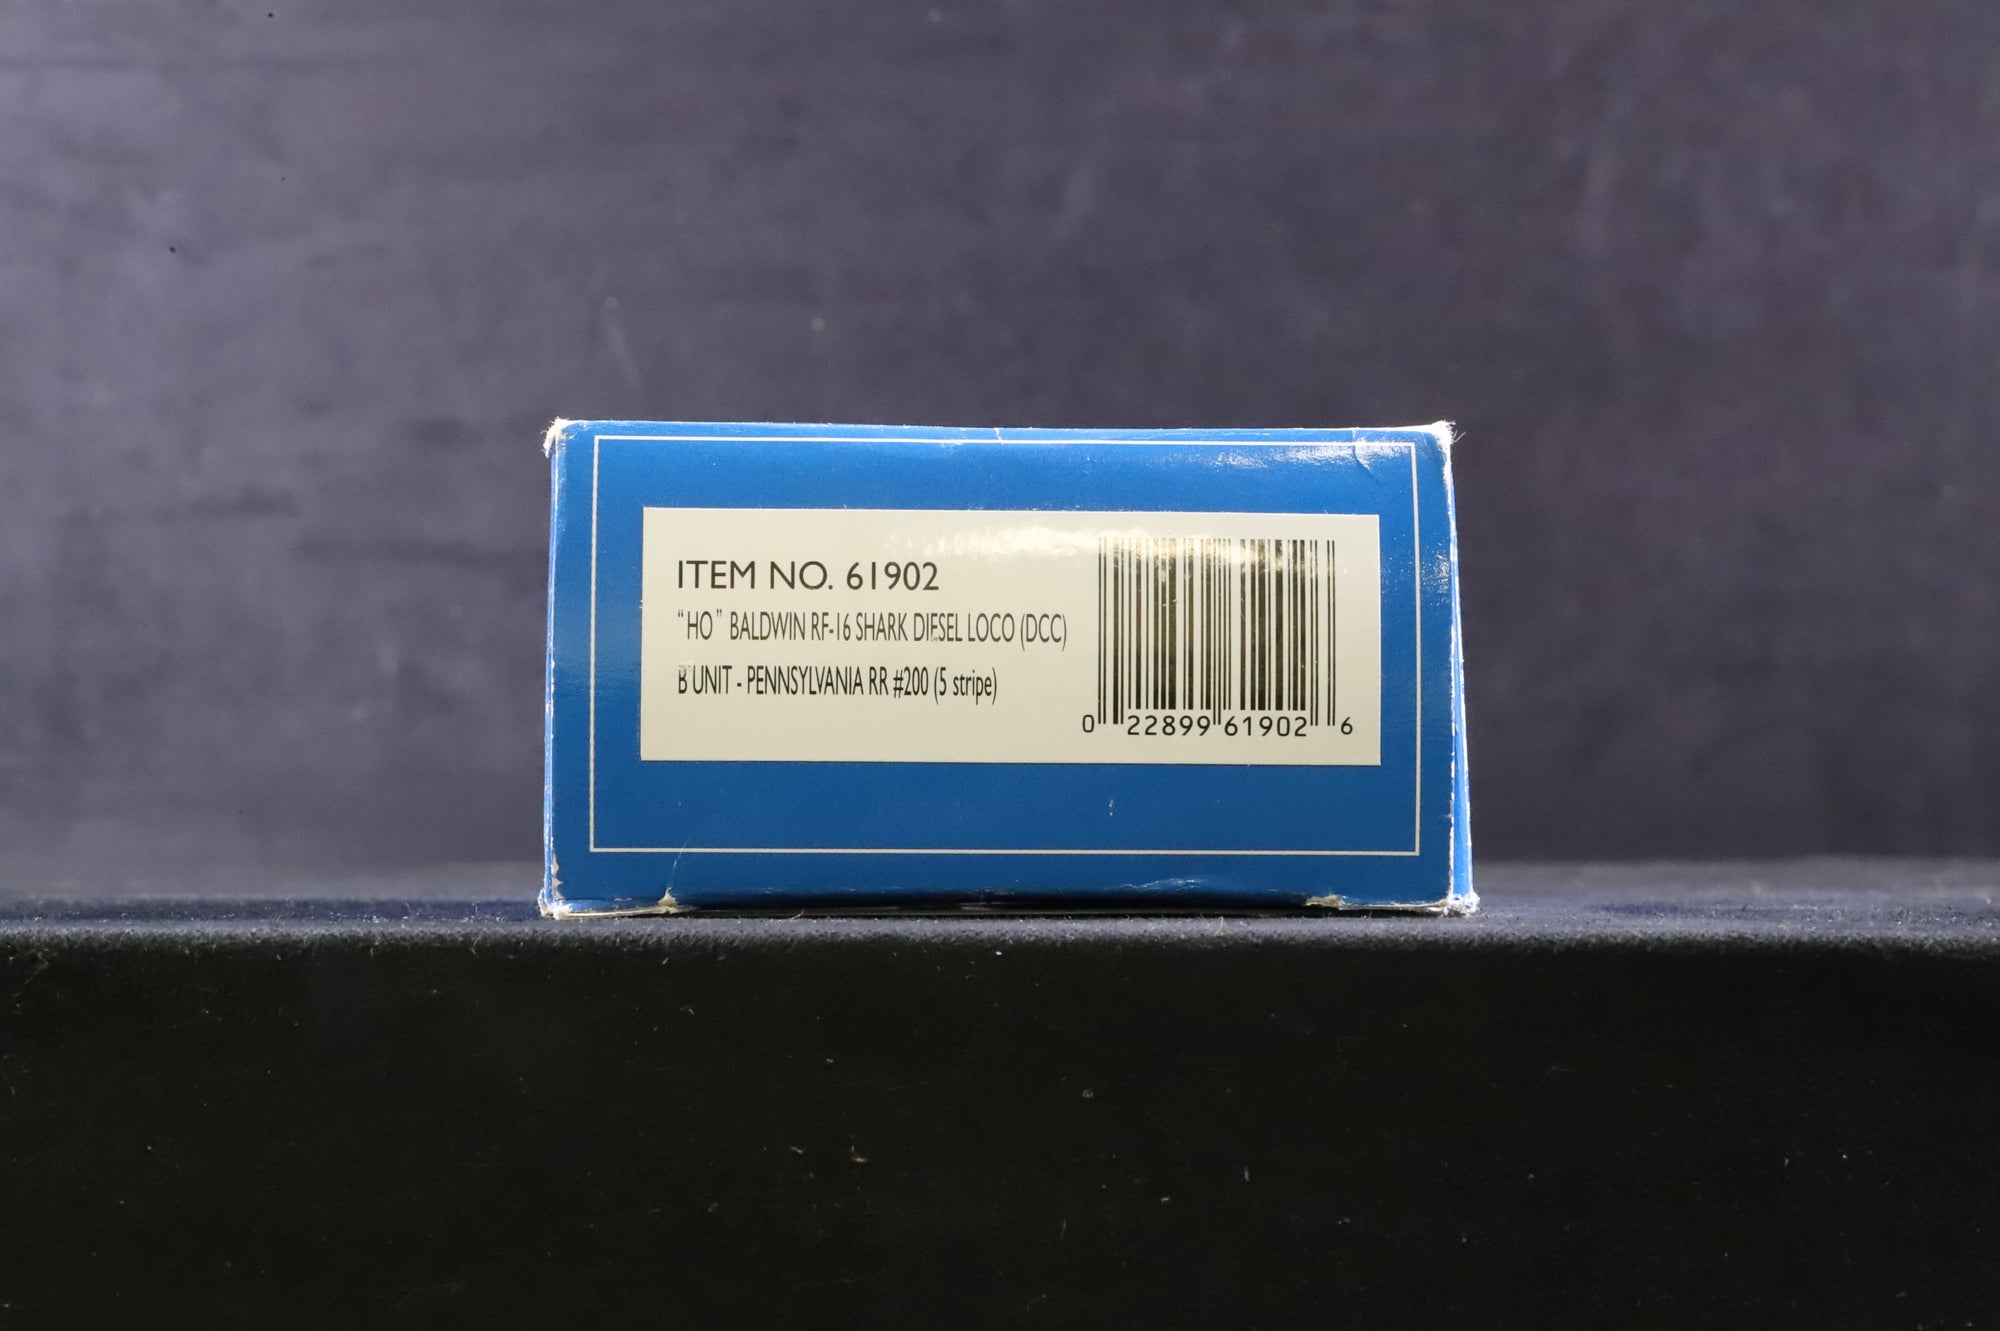 ITEM NO. 61902
“HO” BALDWIN RF-16 SHARK DIESEL LOCO (DCC)
B UNIT - PENNSYLVANIA RR #200 (5 stripe)
0 22899 61902 6